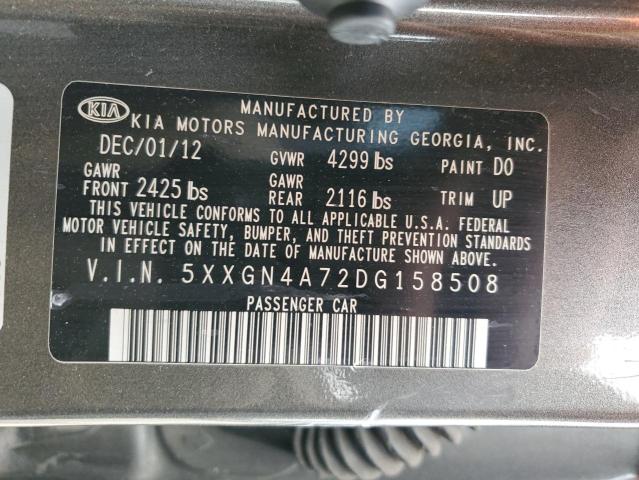 KIA
MANUFACTURED BY
KIA MOTORS MANUFACTURING GEORGIA, INC.
DEC/01/12 GVWR 4299 lbs PAINT D0
GAWR FRONT 2425 lbs GAWR REAR 2116 lbs TRIM UP
THIS VEHICLE CONFORMS TO ALL APPLICABLE U.S.A. FEDERAL
MOTOR VEHICLE SAFETY, BUMPER, AND THEFT PREVENTION STANDARDS
IN EFFECT ON THE DATE OF MANUFACTURE SHOWN ABOVE.
V.I.N. 5XXGN4A72DG158508
PASSENGER CAR